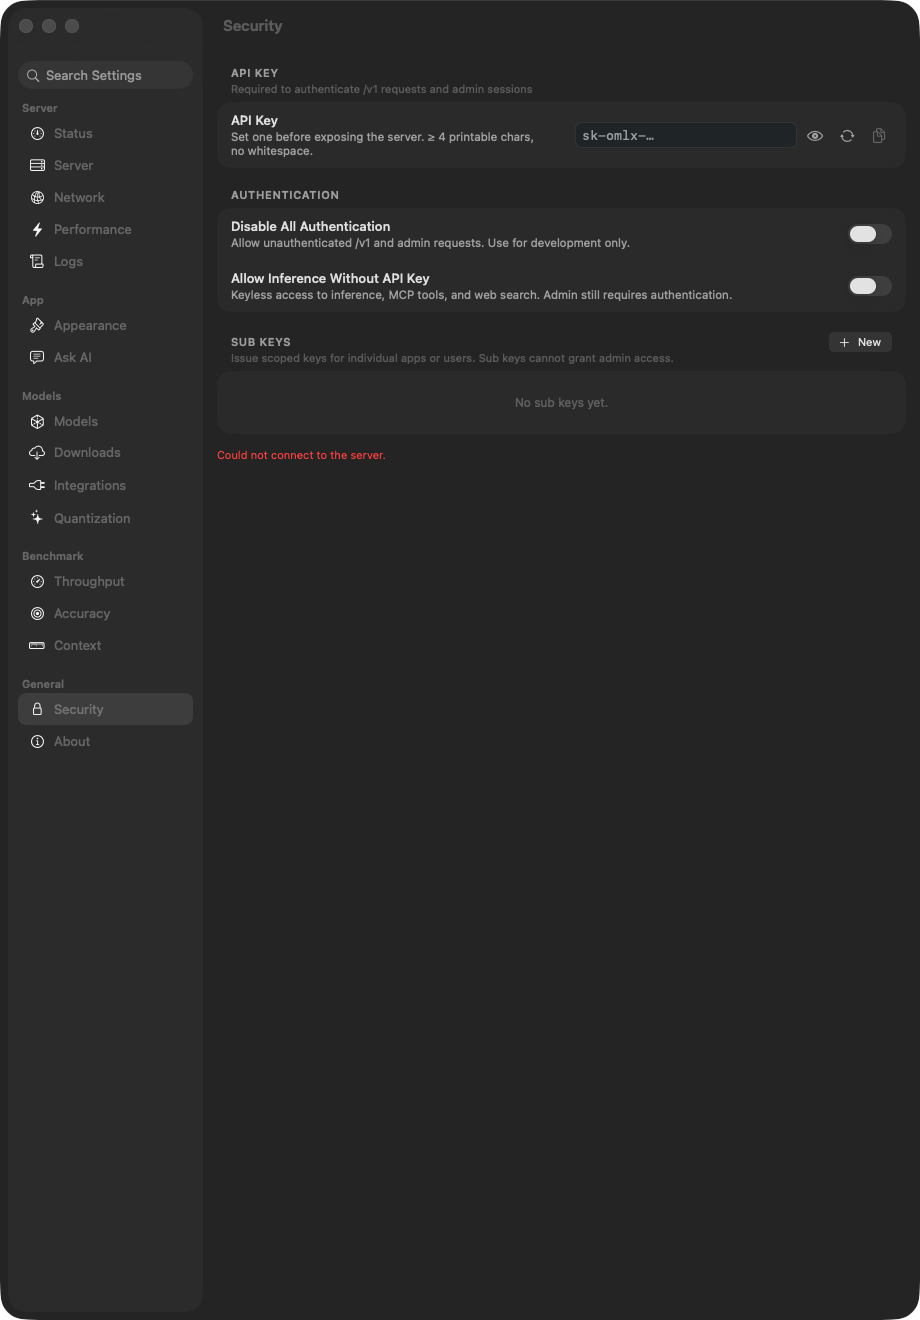 Search Settings
Server
Status
Server
Network
Performance
Logs
App
Appearance
Ask AI
Models
Models
Downloads
Integrations
Quantization
Benchmark
Throughput
Accuracy
Context
General
Security
About
Security
API KEY
Required to authenticate /v1 requests and admin sessions
API Key
Set one before exposing the server. ≥ 4 printable chars,
no whitespace.
sk-omlx-…
AUTHENTICATION
Disable All Authentication
Allow unauthenticated /v1 and admin requests. Use for development only.
Allow Inference Without API Key
Keyless access to inference, MCP tools, and web search. Admin still requires authentication.
SUB KEYS
Issue scoped keys for individual apps or users. Sub keys cannot grant admin access.
+ New
No sub keys yet.
Could not connect to the server.